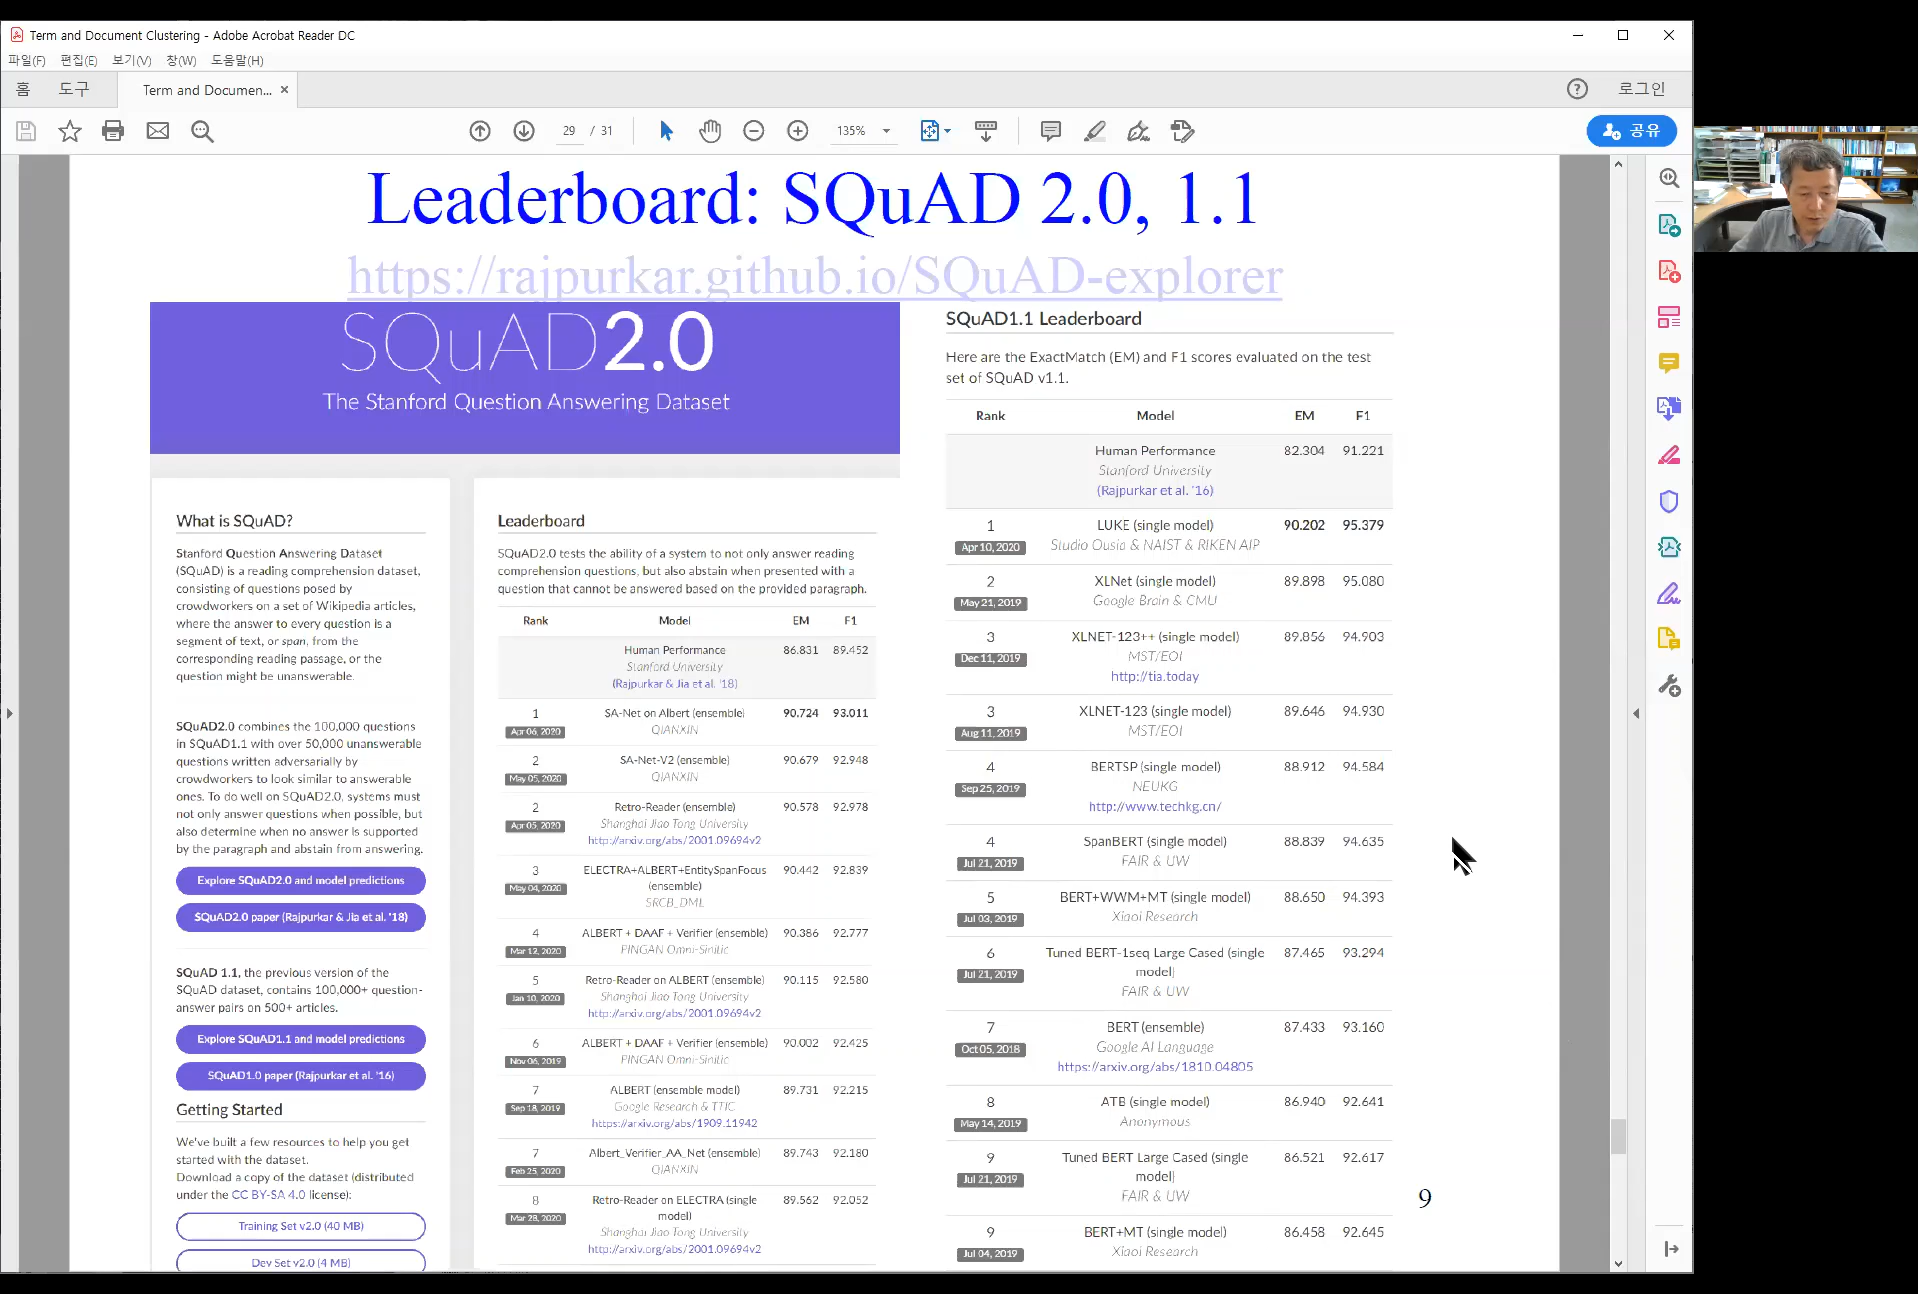 Term and Document Clustering - Adobe Acrobat Reader DC
파일(F) 편집(E) 보기(V) 창(W) 도움말(H)
홈 도구 Term and Documen... 로그인
29 / 31 135% 공유
Leaderboard: SQuAD 2.0, 1.1
https://rajpurkar.github.io/SQuAD-explorer
SQuAD2.0
The Stanford Question Answering Dataset
What is SQuAD?
Stanford Question Answering Dataset
(SQuAD) is a reading comprehension dataset,
consisting of questions posed by
crowdworkers on a set of Wikipedia articles,
where the answer to every question is a
segment of text, or span, from the
corresponding reading passage, or the
question might be unanswerable.
SQuAD2.0 combines the 100,000 questions
in SQuAD1.1 with over 50,000 unanswerable
questions written adversarially by
crowdworkers to look similar to answerable
ones. To do well on SQuAD2.0, systems must
not only answer questions when possible, but
also determine when no answer is supported
by the paragraph and abstain from answering.
Explore SQuAD2.0 and model predictions
SQuAD2.0 paper (Rajpurkar & Jia et al. '18)
SQuAD 1.1, the previous version of the
SQuAD dataset, contains 100,000+ question-
answer pairs on 500+ articles.
Explore SQuAD1.1 and model predictions
SQuAD1.0 paper (Rajpurkar et al. '16)
Getting Started
We've built a few resources to help you get
started with the dataset.
Download a copy of the dataset (distributed
under the CC BY-SA 4.0 license):
Training Set v2.0 (40 MB)
Dev Set v2.0 (4 MB)
Leaderboard
SQuAD2.0 tests the ability of a system to not only answer reading
comprehension questions, but also abstain when presented with a
question that cannot be answered based on the provided paragraph.
Rank Model EM F1
Human Performance 86.831 89.452
Stanford University
(Rajpurkar & Jia et al. '18)
1 SA-Net on Albert (ensemble) 90.724 93.011
Apr 06, 2020 QIANXIN
2 SA-Net-V2 (ensemble) 90.679 92.948
May 05, 2020 QIANXIN
2 Retro-Reader (ensemble) 90.578 92.978
Apr 05, 2020 Shanghai Jiao Tong University
http://arxiv.org/abs/2001.09694v2
3 ELECTRA+ALBERT+EntitySpanFocus 90.442 92.839
May 04, 2020 (ensemble)
SRCB_DML
4 ALBERT + DAAF + Verifier (ensemble) 90.386 92.777
Mar 12, 2020 PINGAN Omni-Sinitic
5 Retro-Reader on ALBERT (ensemble) 90.115 92.580
Jan 10, 2020 Shanghai Jiao Tong University
http://arxiv.org/abs/2001.09694v2
6 ALBERT + DAAF + Verifier (ensemble) 90.002 92.425
Nov 06, 2019 PINGAN Omni-Sinitic
7 ALBERT (ensemble model) 89.731 92.215
Sep 18, 2019 Google Research & TTIC
https://arxiv.org/abs/1909.11942
7 Albert_Verifier_AA_Net (ensemble) 89.743 92.180
Feb 25, 2020 QIANXIN
8 Retro-Reader on ELECTRA (single 89.562 92.052
Mar 28, 2020 model)
Shanghai Jiao Tong University
http://arxiv.org/abs/2001.09694v2
SQuAD1.1 Leaderboard
Here are the ExactMatch (EM) and F1 scores evaluated on the test
set of SQuAD v1.1.
Rank Model EM F1
Human Performance 82.304 91.221
Stanford University
(Rajpurkar et al. '16)
1 LUKE (single model) 90.202 95.379
Apr 10, 2020 Studio Ousia & NAIST & RIKEN AIP
2 XLNet (single model) 89.898 95.080
May 21, 2019 Google Brain & CMU
3 XLNET-123++ (single model) 89.856 94.903
Dec 11, 2019 MST/EOI
http://tia.today
3 XLNET-123 (single model) 89.646 94.930
Aug 11, 2019 MST/EOI
4 BERTSP (single model) 88.912 94.584
Sep 25, 2019 NEUKG
http://www.techkg.cn/
4 SpanBERT (single model) 88.839 94.635
Jul 21, 2019 FAIR & UW
5 BERT+WWM+MT (single model) 88.650 94.393
Jul 03, 2019 Xiaoi Research
6 Tuned BERT-1seq Large Cased (single 87.465 93.294
Jul 21, 2019 model)
FAIR & UW
7 BERT (ensemble) 87.433 93.160
Oct 05, 2018 Google AI Language
https://arxiv.org/abs/1810.04805
8 ATB (single model) 86.940 92.641
May 14, 2019 Anonymous
9 Tuned BERT Large Cased (single 86.521 92.617
Jul 21, 2019 model)
FAIR & UW
9 BERT+MT (single model) 86.458 92.645
Jul 04, 2019 Xiaoi Research
9